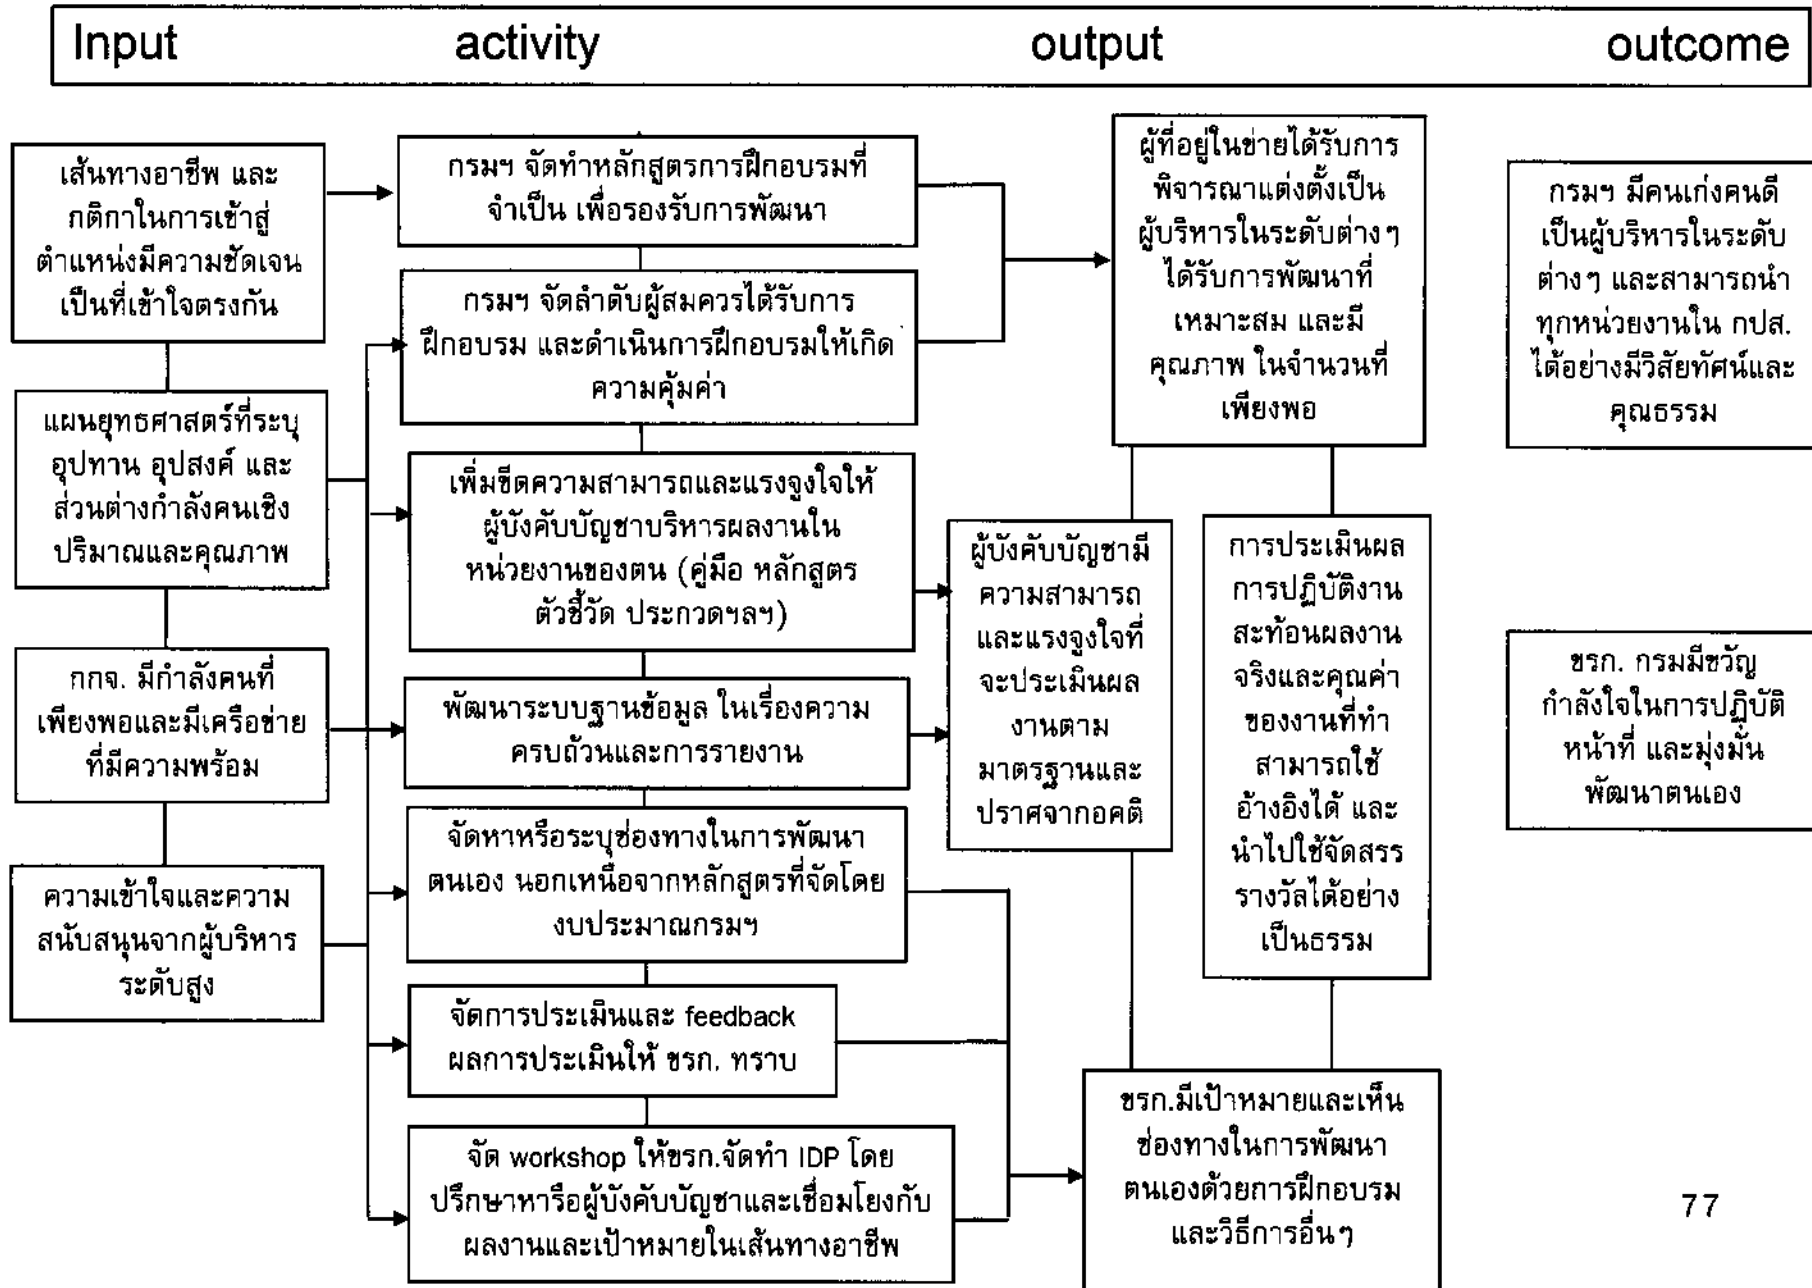 Input activity output outcome
เส้นทางอาชีพ และ
กติกาในการเข้าสู่
ตำแหน่งมีความชัดเจน
เป็นที่เข้าใจตรงกัน
แผนยุทธศาสตร์ที่ระบุ
อุปทาน อุปสงค์ และ
ส่วนต่างกำลังคนเชิง
ปริมาณและคุณภาพ
กกจ. มีกำลังคนที่
เพียงพอและมีเครือข่าย
ที่มีความพร้อม
ความเข้าใจและความ
สนับสนุนจากผู้บริหาร
ระดับสูง
กรมฯ จัดทำหลักสูตรการฝึกอบรมที่
จำเป็น เพื่อรองรับการพัฒนา
กรมฯ จัดลำดับผู้สมควรได้รับการ
ฝึกอบรม และดำเนินการฝึกอบรมให้เกิด
ความคุ้มค่า
เพิ่มขีดความสามารถและแรงจูงใจให้
ผู้บังคับบัญชาบริหารผลงานใน
หน่วยงานของตน (คู่มือ หลักสูตร
ตัวชี้วัด ประกวดฯลฯ)
พัฒนาระบบฐานข้อมูล ในเรื่องความ
ครบถ้วนและการรายงาน
จัดหาหรือระบุช่องทางในการพัฒนา
ตนเอง นอกเหนือจากหลักสูตรที่จัดโดย
งบประมาณกรมฯ
จัดการประเมินและ feedback
ผลการประเมินให้ ขรก. ทราบ
จัด workshop ให้ขรก.จัดทำ IDP โดย
ปรึกษาหารือผู้บังคับบัญชาและเชื่อมโยงกับ
ผลงานและเป้าหมายในเส้นทางอาชีพ
ผู้ที่อยู่ในข่ายได้รับการ
พิจารณาแต่งตั้งเป็น
ผู้บริหารในระดับต่างๆ
ได้รับการพัฒนาที่
เหมาะสม และมี
คุณภาพ ในจำนวนที่
เพียงพอ
ผู้บังคับบัญชามี
ความสามารถ
และแรงจูงใจที่
จะประเมินผล
งานตาม
มาตรฐานและ
ปราศจากอคติ
การประเมินผล
การปฏิบัติงาน
สะท้อนผลงาน
จริงและคุณค่า
ของงานที่ทำ
สามารถใช้
อ้างอิงได้ และ
นำไปใช้จัดสรร
รางวัลได้อย่าง
เป็นธรรม
ขรก.มีเป้าหมายและเห็น
ช่องทางในการพัฒนา
ตนเองด้วยการฝึกอบรม
และวิธีการอื่นๆ
กรมฯ มีคนเก่งคนดี
เป็นผู้บริหารในระดับ
ต่างๆ และสามารถนำ
ทุกหน่วยงานใน กปส.
ได้อย่างมีวิสัยทัศน์และ
คุณธรรม
ขรก. กรมมีขวัญ
กำลังใจในการปฏิบัติ
หน้าที่ และมุ่งมั่น
พัฒนาตนเอง
77